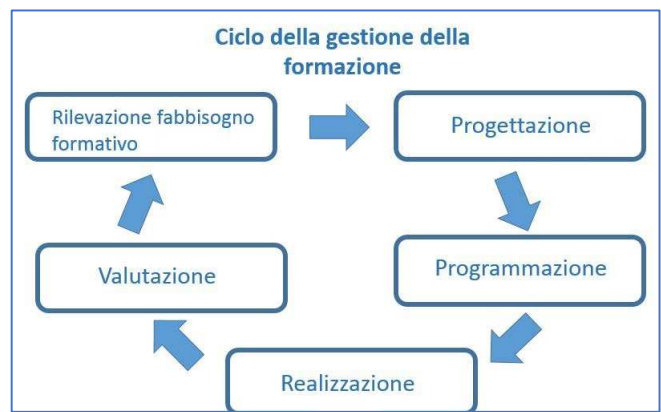 Ciclo della gestione della
formazione
Rilevazione fabbisogno
formativo
Progettazione
Programmazione
Realizzazione
Valutazione